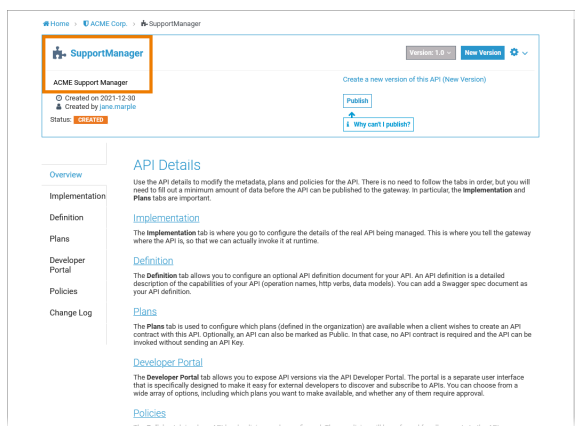 Home › ACME Corp. › SupportManager
SupportManager
Version: 1.0
New Version
ACME Support Manager
Create a new version of this API (New Version)
Created on 2021-12-30
Created by jane.marple
Publish
Status: CREATED
Why can't I publish?
Overview
Implementation
Definition
Plans
Developer
Portal
Policies
Change Log
API Details
Use the API details to modify the metadata, plans and policies for the API. There is no need to follow the tabs in order, but you will
need to fill out a minimum amount of data before the API can be published to the gateway. In particular, the Implementation and
Plans tabs are important.
Implementation
The Implementation tab is where you go to configure the details of the real API being managed. This is where you tell the gateway
where the API is, so that we can actually invoke it at runtime.
Definition
The Definition tab allows you to configure an optional API definition document for your API. An API definition is a detailed
description of the capabilities of your API (operation names, http verbs, data models). You can add a Swagger spec document as
your API definition.
Plans
The Plans tab is used to configure which plans (defined in the organization) are available when a client wishes to create an API
contract with this API. Optionally, an API can also be marked as Public. In that case, no API contract is required and the API can be
invoked without sending an API Key.
Developer Portal
The Developer Portal tab allows you to expose API versions via the API Developer Portal. The portal is a separate user interface
that is specifically designed to make it easy for external developers to discover and subscribe to APIs. You can choose from a
wide array of options, including which plans you want to make available, and whether any of them require approval.
Policies